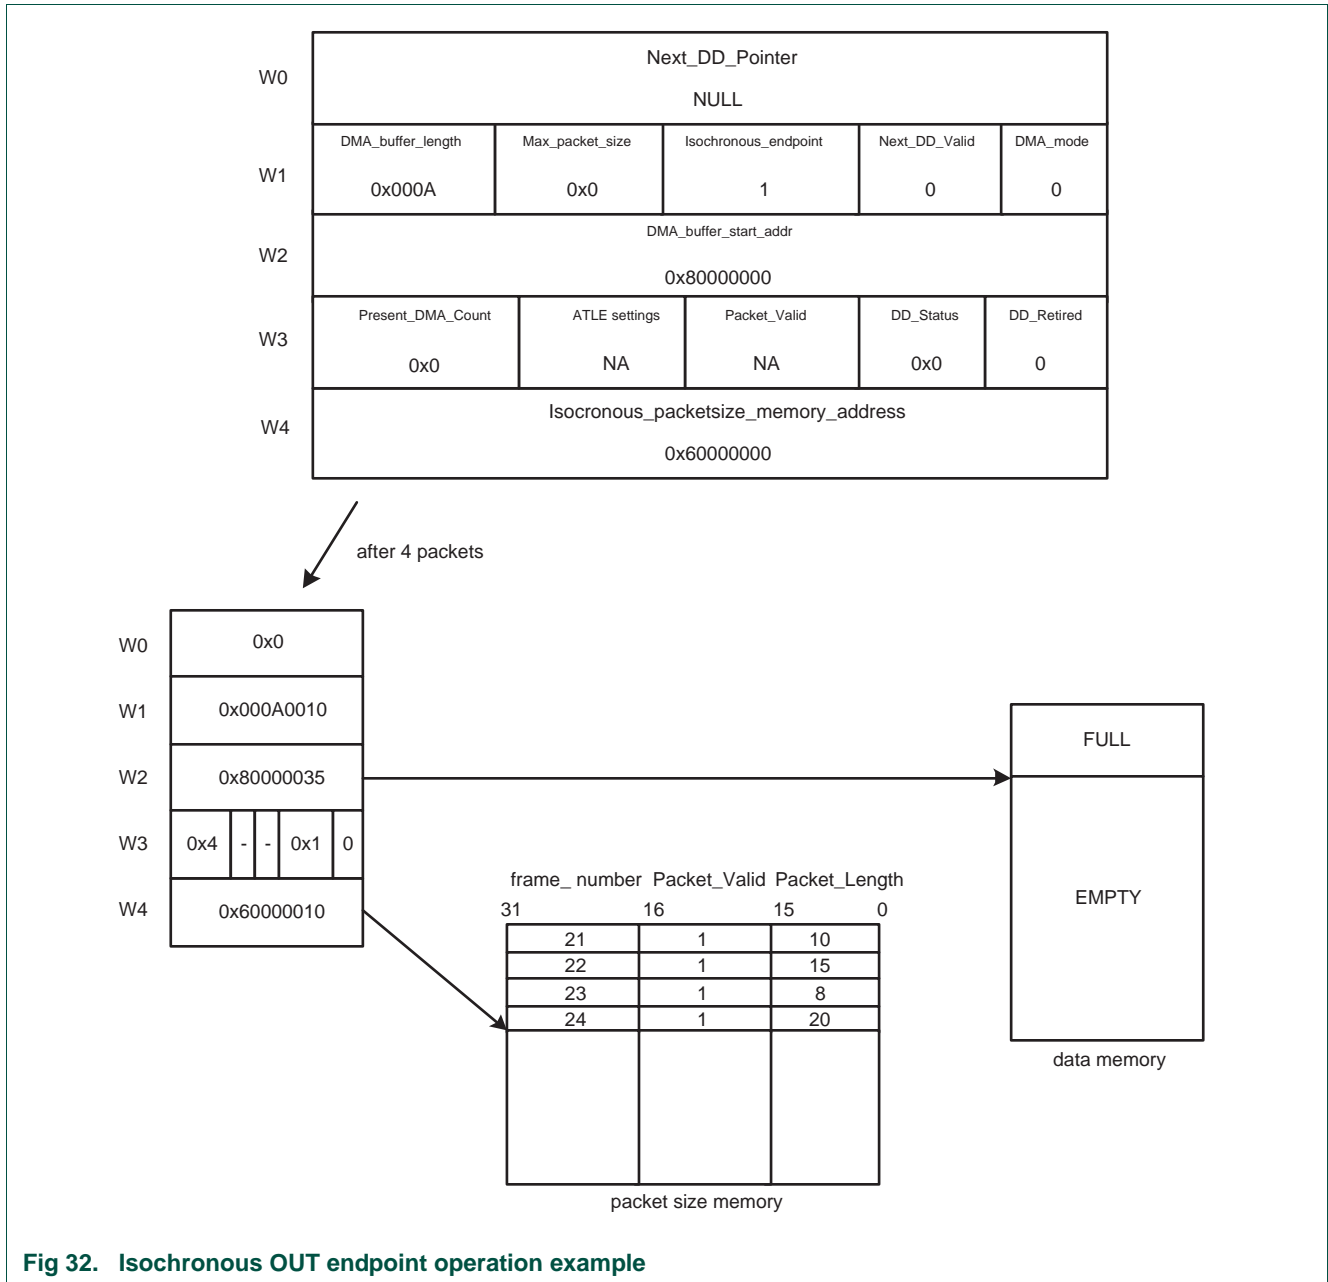 Next_DD_Pointer
W0
NULL
DMA_buffer_length Max_packet_size Isochronous_endpoint Next_DD_Valid DMA_mode
W1
0x000A 0x0 1 0 0
DMA_buffer_start_addr
W2
0x80000000
Present_DMA_Count ATLE settings Packet_Valid DD_Status DD_Retired
W3
0x0 NA NA 0x0 0
Isocronous_packetsize_memory_address
W4
0x60000000
after 4 packets
W0 0x0
W1 0x000A0010
W2 0x80000035
W3 0x4 - - 0x1 0
W4 0x60000010
FULL
EMPTY
data memory
frame_ number Packet_Valid Packet_Length
31 16 15 0
21 1 10
22 1 15
23 1 8
24 1 20
packet size memory
Fig 32. Isochronous OUT endpoint operation example